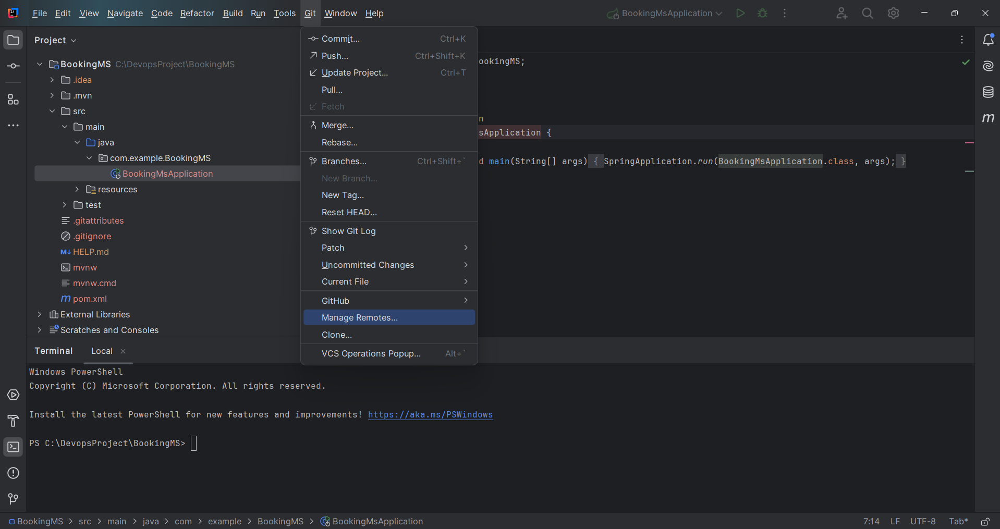 File Edit View Navigate Code Refactor Build Run Tools Git Window Help
BookingMsApplication
Project
BookingMS C:\DevopsProject\BookingMS
.idea
.mvn
src
main
java
com.example.BookingMS
BookingMsApplication
resources
test
.gitattributes
.gitignore
M↓ HELP.md
mvnw
mvnw.cmd
m pom.xml
External Libraries
Scratches and Consoles
Commit... Ctrl+K
Push... Ctrl+Shift+K
Update Project... Ctrl+T
Pull...
Fetch
Merge...
Rebase...
Branches... Ctrl+Shift+`
New Branch...
New Tag...
Reset HEAD...
Show Git Log
Patch
Uncommitted Changes
Current File
GitHub
Manage Remotes...
Clone...
VCS Operations Popup... Alt+`
ookingMS;
n
sApplication {
d main(String[] args) { SpringApplication.run(BookingMsApplication.class, args); }
m
Terminal Local
Windows PowerShell
Copyright (C) Microsoft Corporation. All rights reserved.
Install the latest PowerShell for new features and improvements! https://aka.ms/PSWindows
PS C:\DevopsProject\BookingMS>
BookingMS > src > main > java > com > example > BookingMS > BookingMsApplication
7:14 LF UTF-8 Tab*